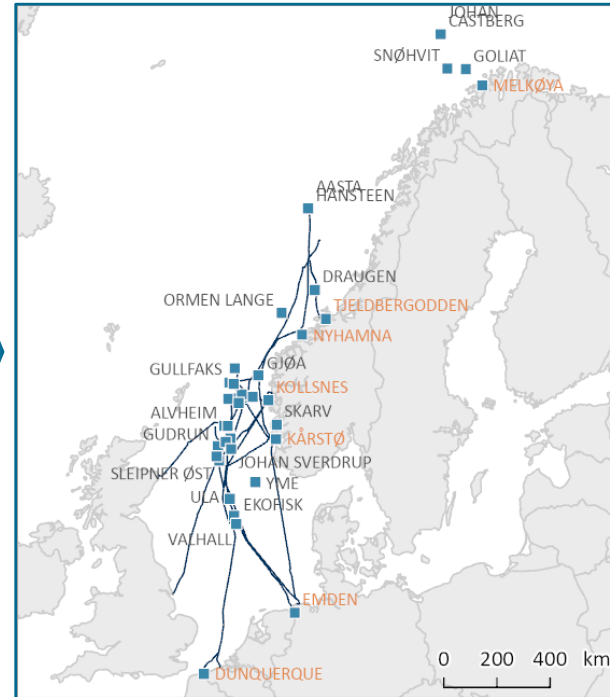 JOHAN
CASTBERG
SNØHVIT
GOLIAT
MELKØYA
AASTA
HANSTEEN
DRAUGEN
ORMEN LANGE
TJELDBERGODDEN
NYHAMNA
GULLFAKS
GJØA
KOLLSNES
ALVHEIM
SKARV
GUDRUN
KÅRSTØ
SLEIPNER ØST
JOHAN SVERDRUP
YME
ULA
EKOFISK
VALHALL
EMDEN
DUNQUERQUE
0 200 400 km